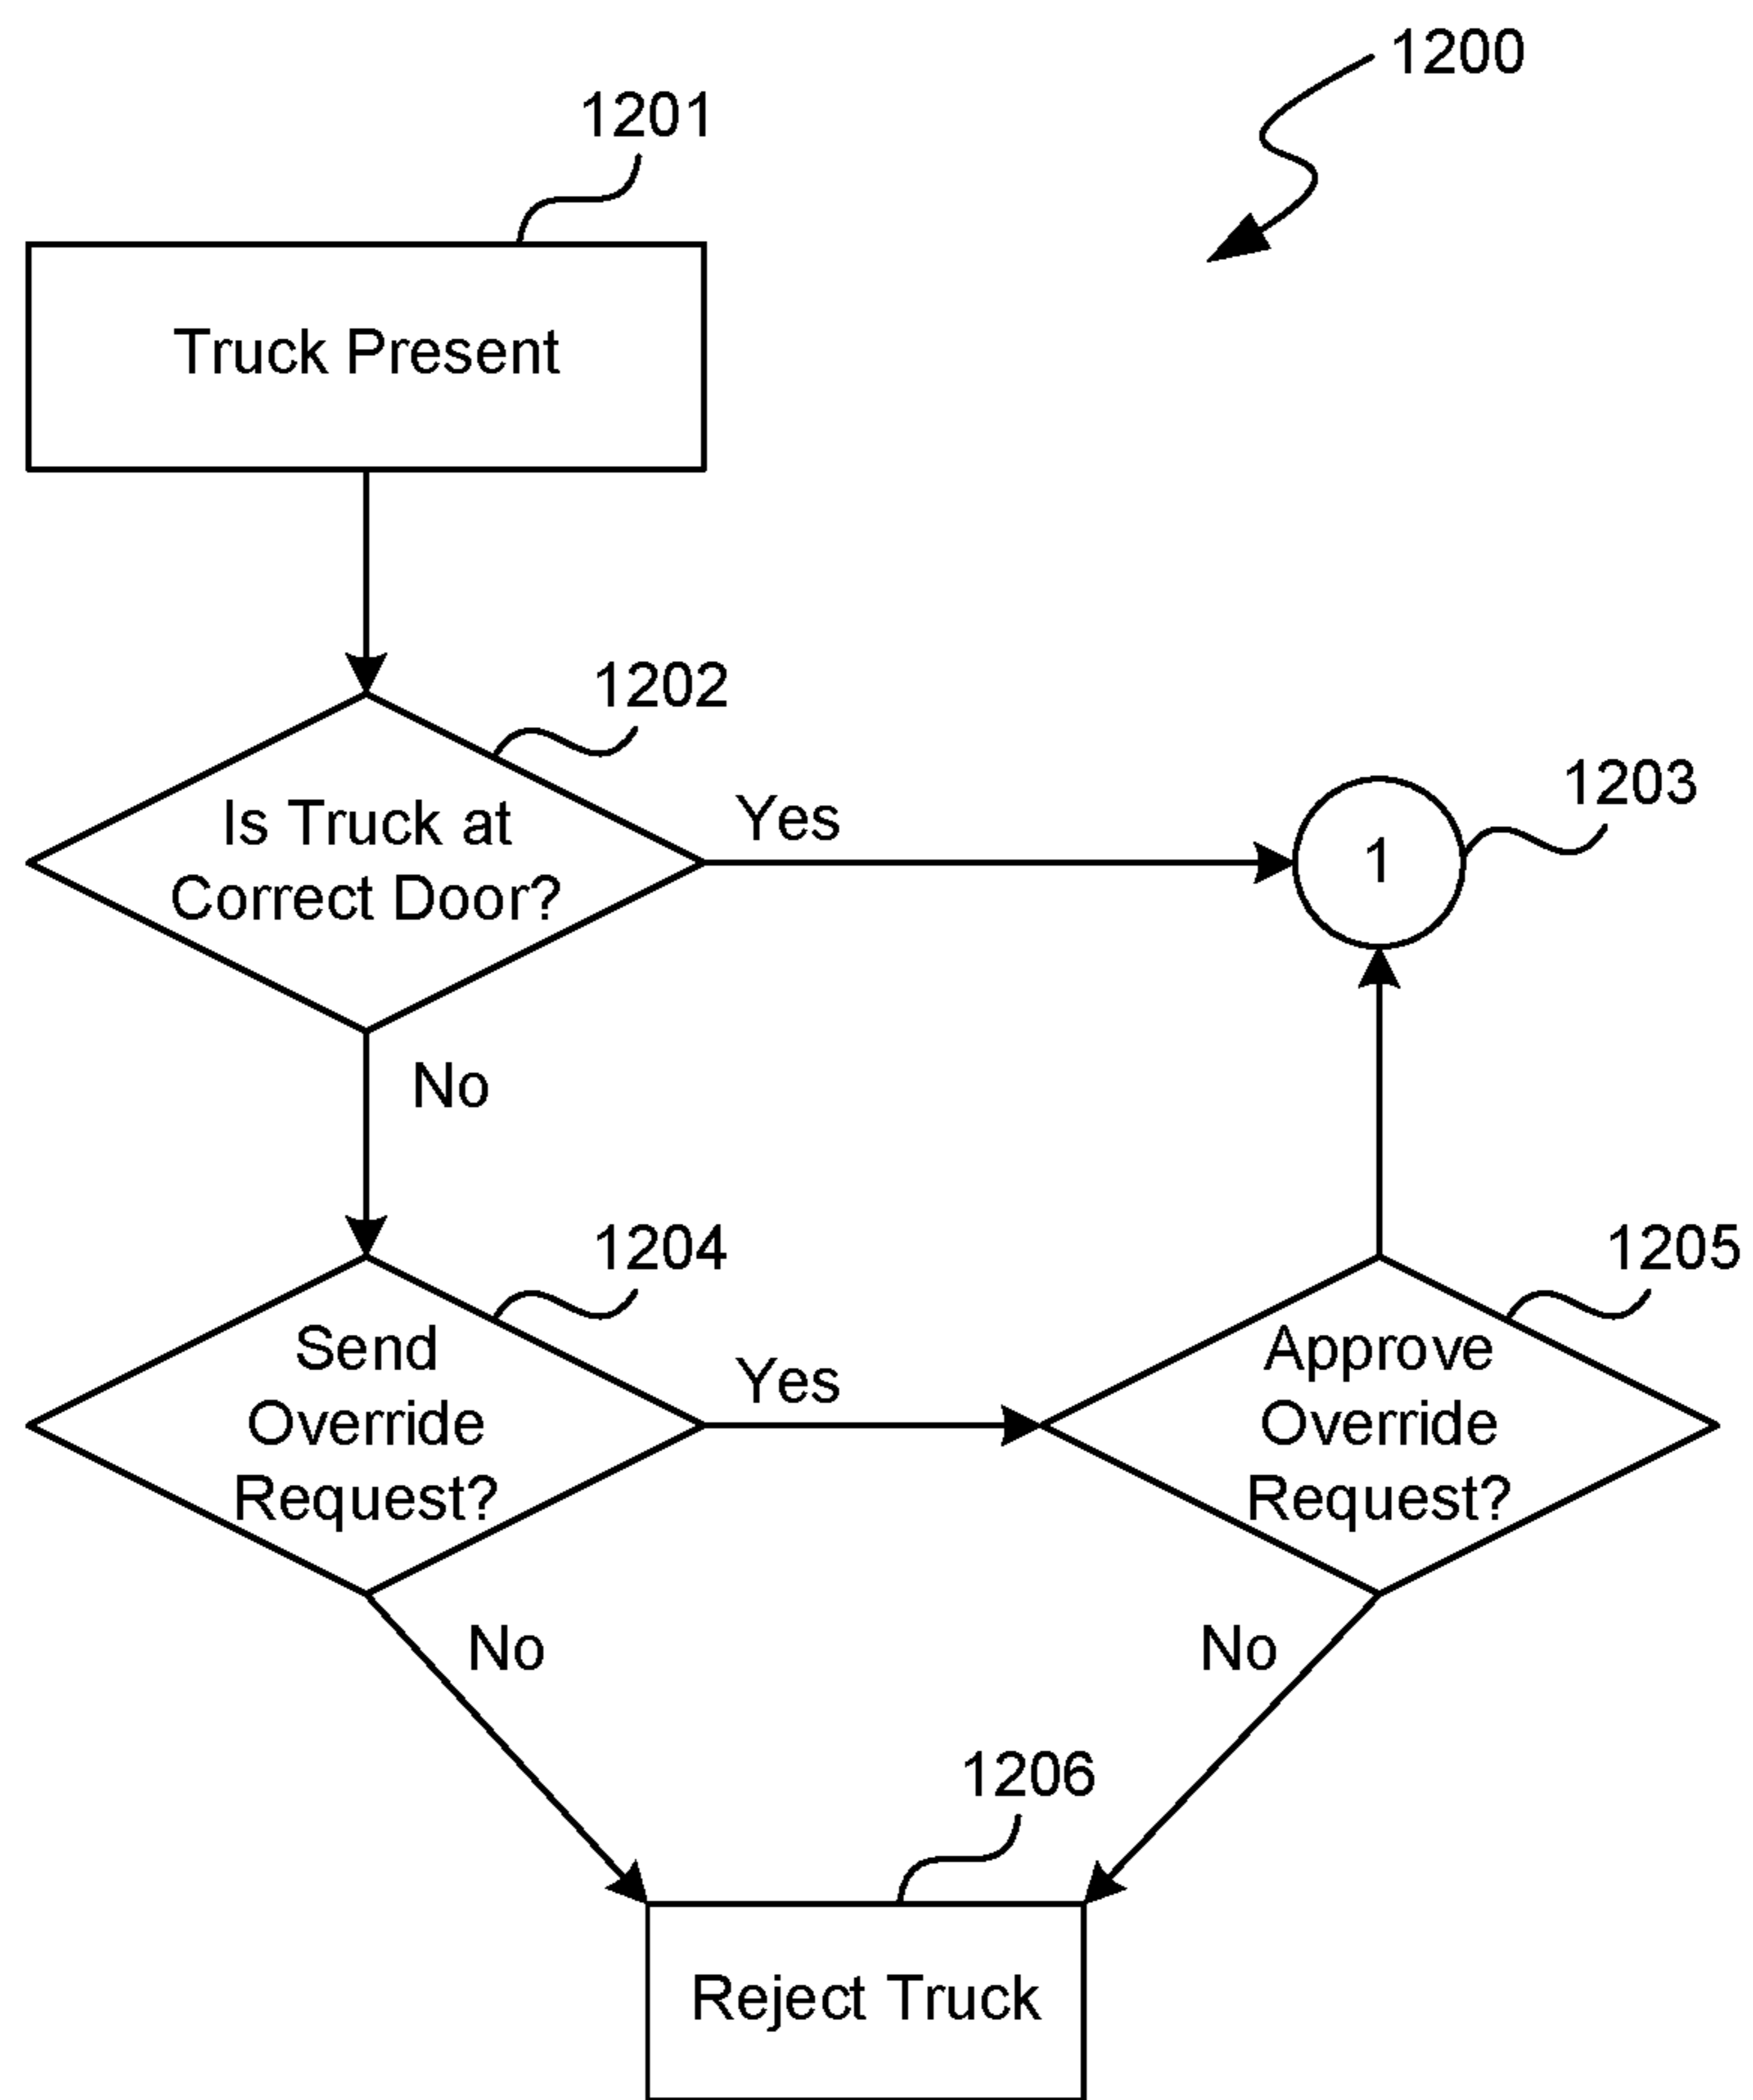 1200
1201
Truck Present
1202
Is Truck at
Correct Door?
Yes
1203
1
No
1204
Send
Override
Request?
Yes
1205
Approve
Override
Request?
No
No
1206
Reject Truck